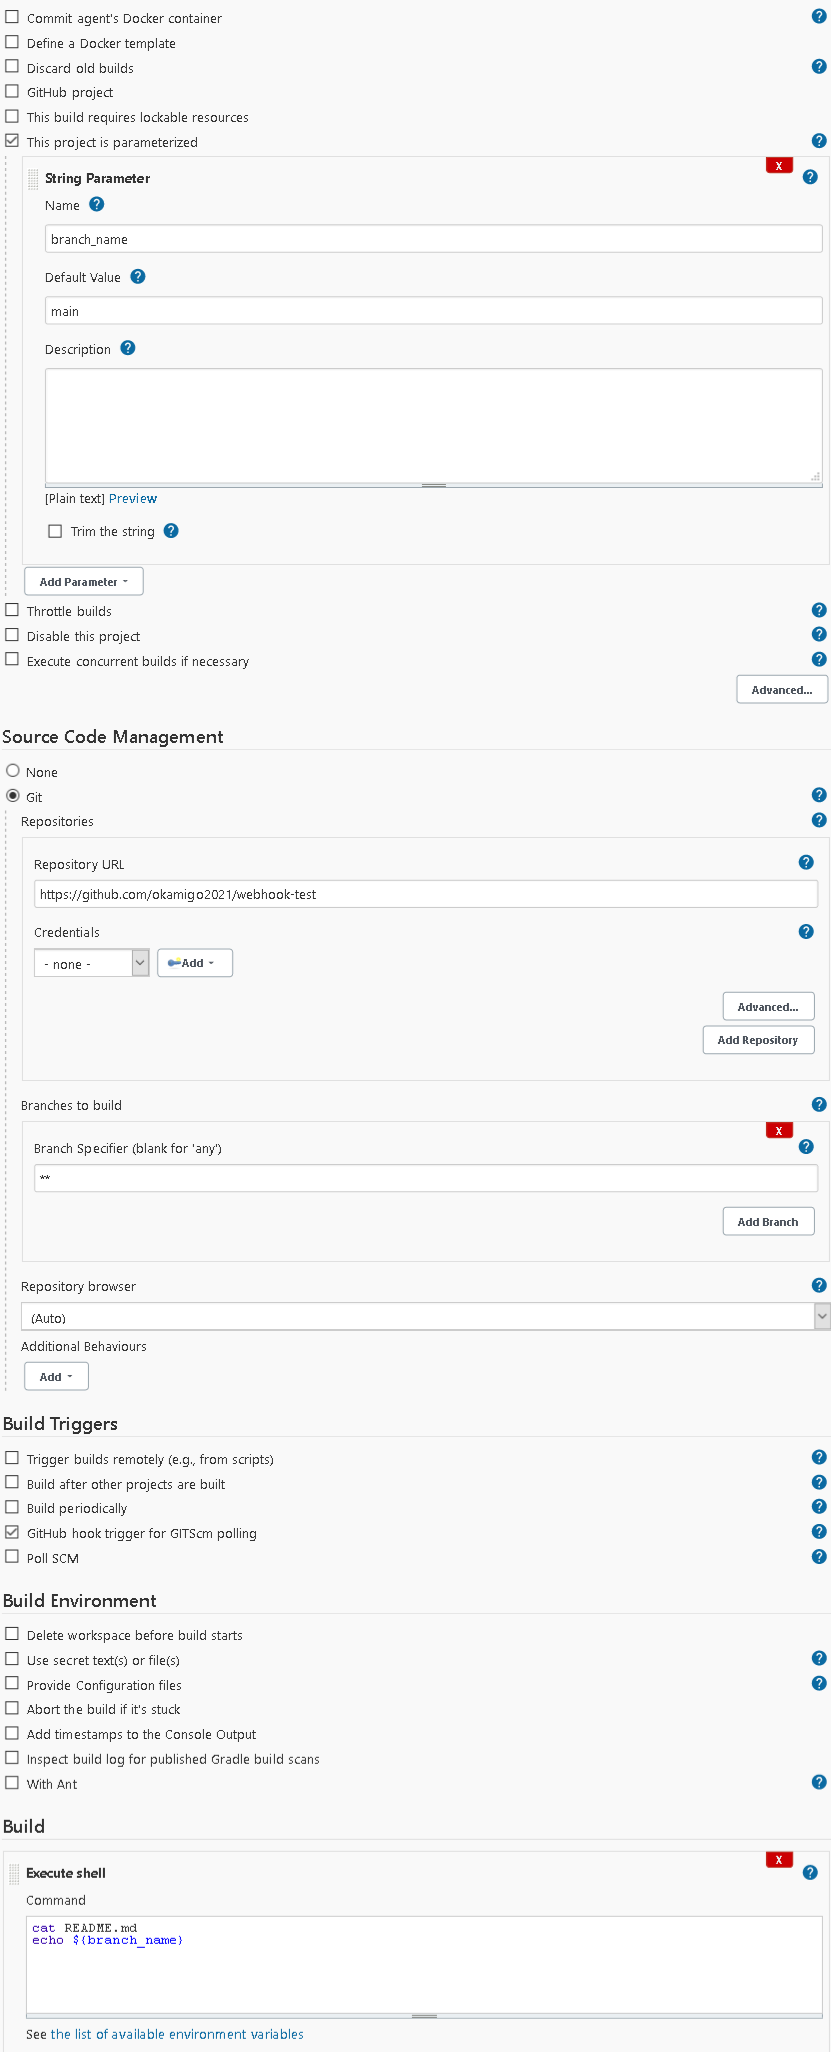 Commit agent's Docker container
Define a Docker template
Discard old builds
GitHub project
This build requires lockable resources
This project is parameterized
X
String Parameter
Name
branch_name
Default Value
main
Description
[Plain text] Preview
Trim the string
Add Parameter
Throttle builds
Disable this project
Execute concurrent builds if necessary
Advanced...
Source Code Management
None
Git
Repositories
Repository URL
https://github.com/okamigo2021/webhook-test
Credentials
- none -
Add
Advanced...
Add Repository
Branches to build
X
Branch Specifier (blank for 'any')
**
Add Branch
Repository browser
(Auto)
Additional Behaviours
Add
Build Triggers
Trigger builds remotely (e.g., from scripts)
Build after other projects are built
Build periodically
GitHub hook trigger for GITScm polling
Poll SCM
Build Environment
Delete workspace before build starts
Use secret text(s) or file(s)
Provide Configuration files
Abort the build if it's stuck
Add timestamps to the Console Output
Inspect build log for published Gradle build scans
With Ant
Build
X
Execute shell
Command
cat README.md
echo ${branch_name}
See the list of available environment variables